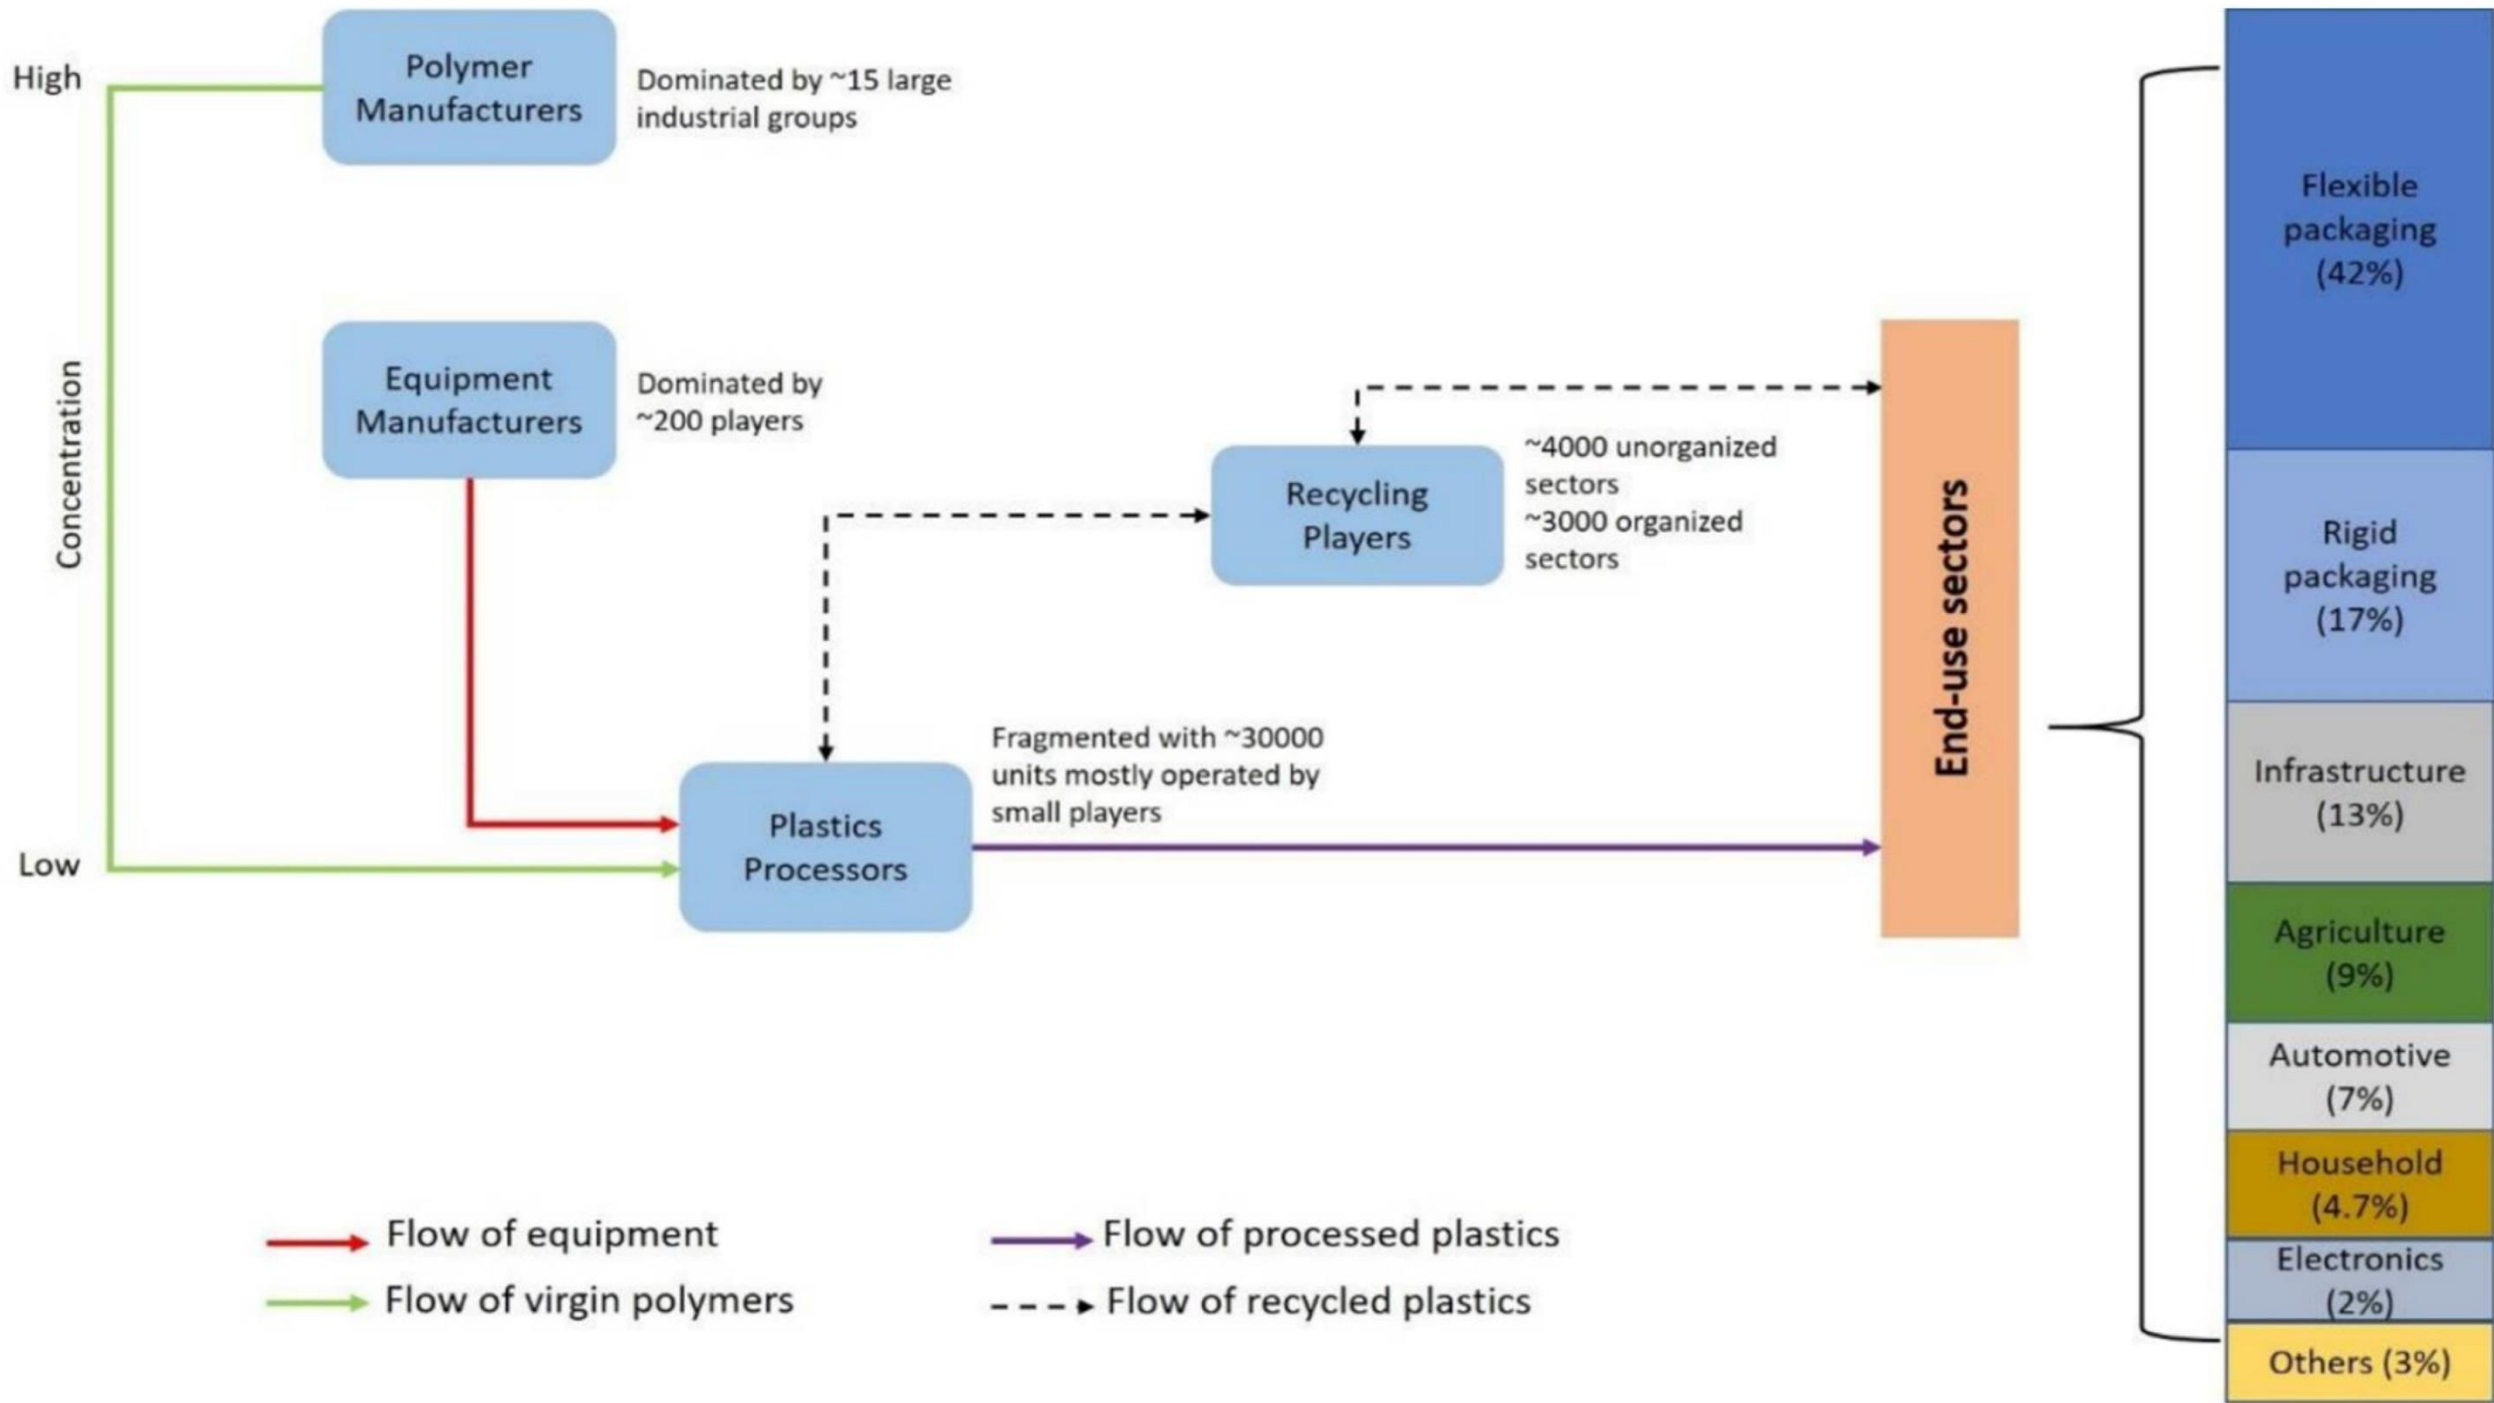 High
Polymer
Manufacturers
Dominated by ~15 large
industrial groups
Concentration
Equipment
Manufacturers
Dominated by
~200 players
Recycling
Players
~4000 unorganized
sectors
~3000 organized
sectors
Low
Plastics
Processors
Fragmented with ~30000
units mostly operated by
small players
End-use sectors
Flexible
packaging
(42%)
Rigid
packaging
(17%)
Infrastructure
(13%)
Agriculture
(9%)
Automotive
(7%)
Household
(4.7%)
Electronics
(2%)
Others (3%)
Flow of equipment
Flow of virgin polymers
Flow of processed plastics
Flow of recycled plastics